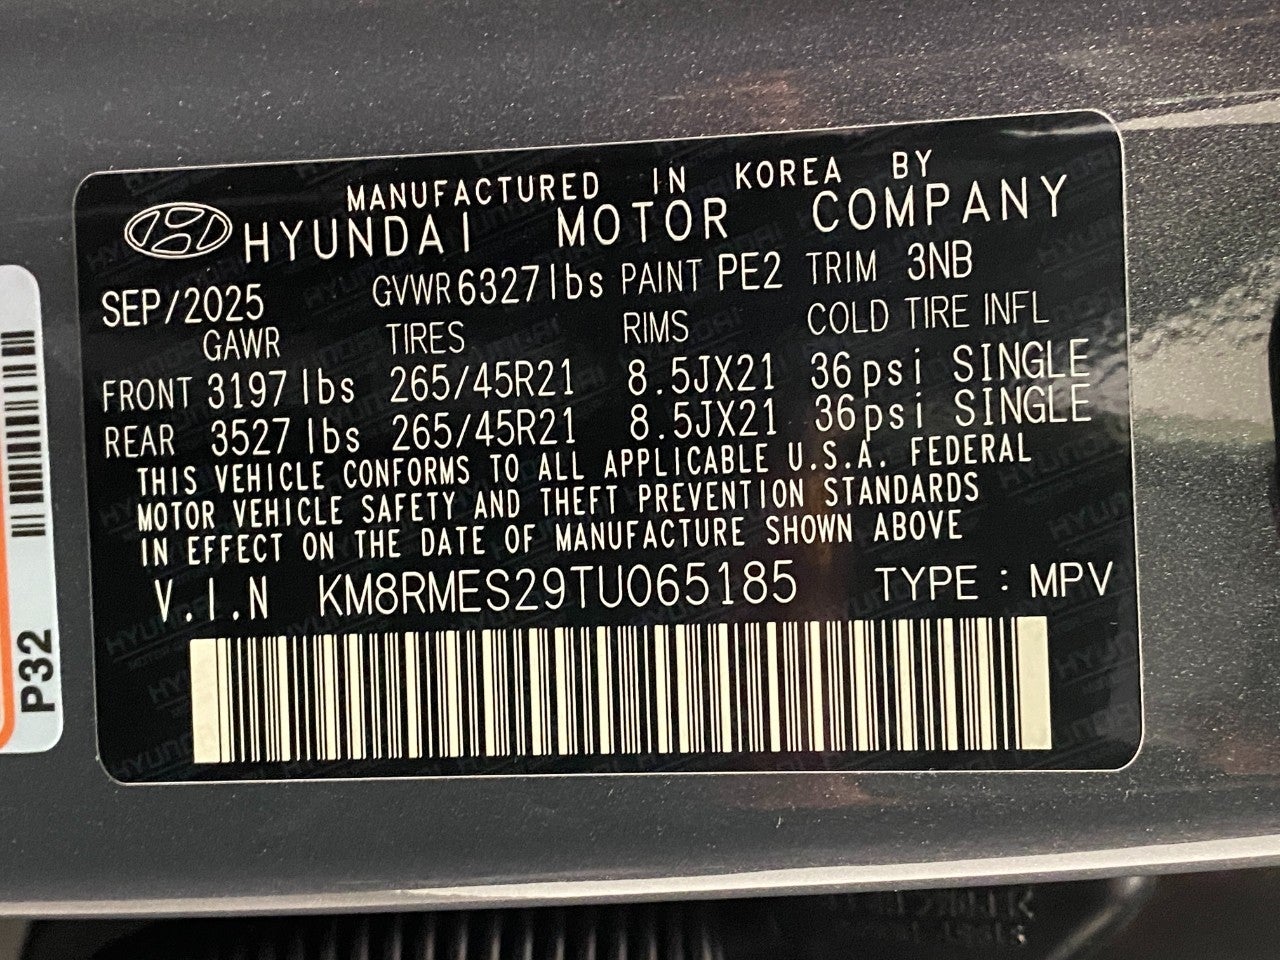 MANUFACTURED IN KOREA BY
HYUNDAI MOTOR COMPANY
SEP/2025 GVWR 6327lbs PAINT PE2 TRIM 3NB
GAWR TIRES RIMS COLD TIRE INFL
FRONT 3197 lbs 265/45R21 8.5JX21 36psi SINGLE
REAR 3527 lbs 265/45R21 8.5JX21 36psi SINGLE
THIS VEHICLE CONFORMS TO ALL APPLICABLE U.S.A. FEDERAL
MOTOR VEHICLE SAFETY AND THEFT PREVENTION STANDARDS
IN EFFECT ON THE DATE OF MANUFACTURE SHOWN ABOVE
V.I.N KM8RMES29TU065185 TYPE : MPV
P32